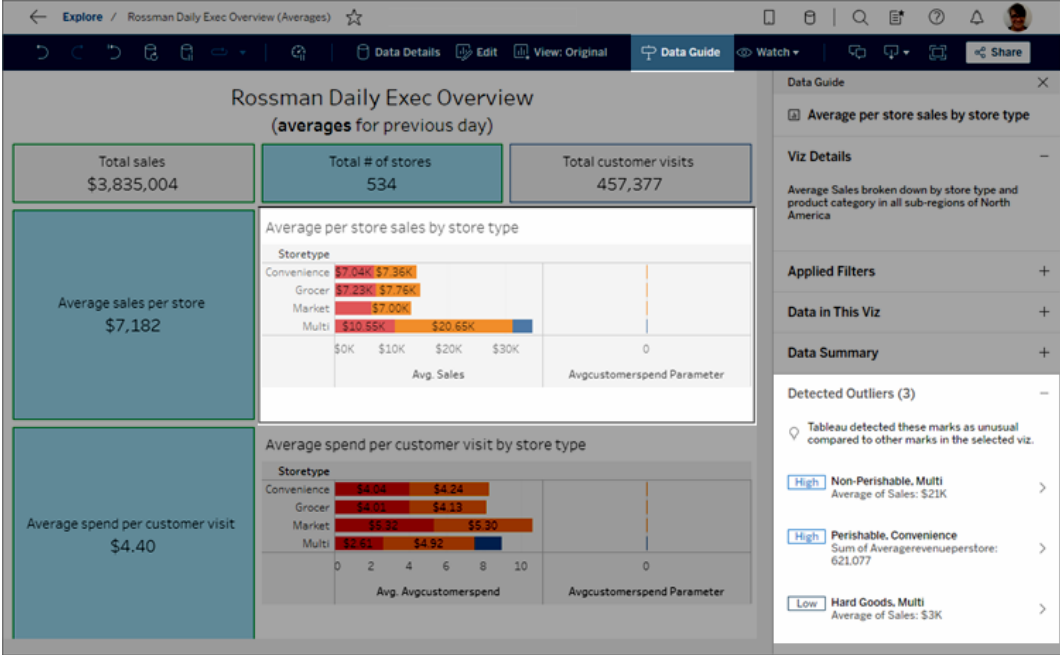 Explore / Rossman Daily Exec Overview (Averages)
Data Details Edit View: Original Data Guide Watch Share
Rossman Daily Exec Overview
(averages for previous day)
Total sales
$3,835,004
Total # of stores
534
Total customer visits
457,377
Average sales per store
$7,182
Average per store sales by store type
Storetype
Convenience $7.04K $7.36K
Grocer $7.23K $7.76K
Market $7.00K
Multi $10.55K $20.65K
$0K $10K $20K $30K 0
Avg. Sales Avgcustomerspend Parameter
Average spend per customer visit
$4.40
Average spend per customer visit by store type
Storetype
Convenience $4.04 $4.24
Grocer $4.01 $4.13
Market $5.32 $5.30
Multi $2.61 $4.92
0 2 4 6 8 10 0
Avg. Avgcustomerspend Avgcustomerspend Parameter
Data Guide
Average per store sales by store type
Viz Details
Average Sales broken down by store type and
product category in all sub-regions of North
America
Applied Filters
Data in This Viz
Data Summary
Detected Outliers (3)
Tableau detected these marks as unusual
compared to other marks in the selected viz.
High Non-Perishable, Multi
Average of Sales: $21K
High Perishable, Convenience
Sum of Averagerevenueperstore:
621,077
Low Hard Goods, Multi
Average of Sales: $3K